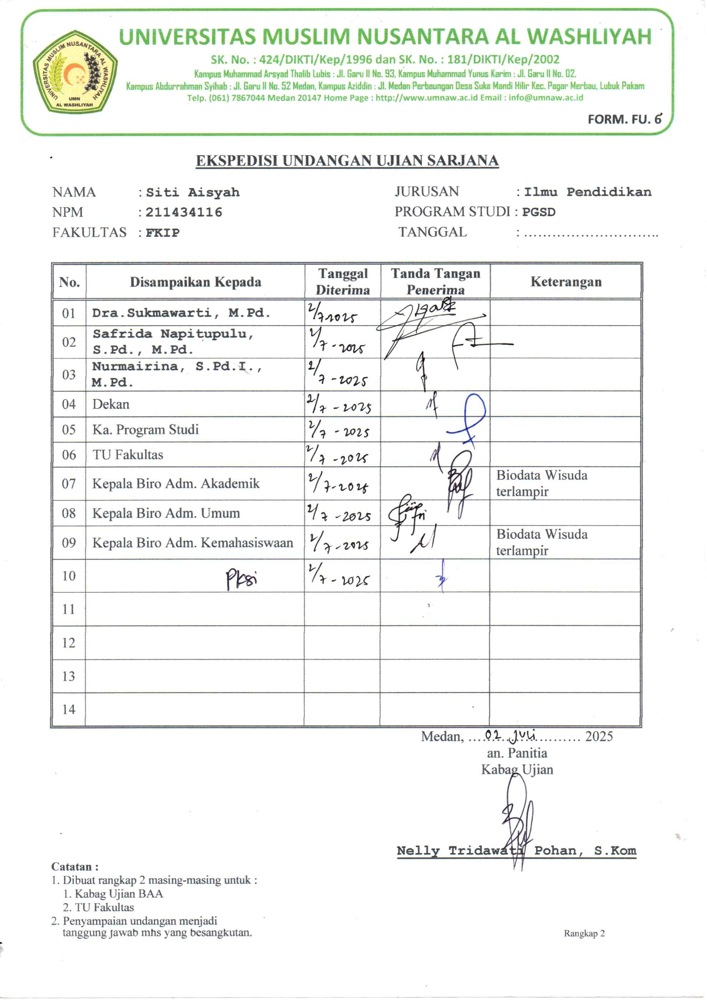 UNIVERSITAS MUSLIM NUSANTARA AL WASHLIYAH
SK. No. : 424/DIKTI/Kep/1996 dan SK. No. : 181/DIKTI/Kep/2002
Kampus Muhammad Arsyad Thalib Lubis : Jl. Garu II No. 93, Kampus Muhammad Yunus Karim : Jl. Garu II No. 02,
Kampus Abdurrahman Syihab : Jl. Garu II No. 52 Medan, Kampus Aziddin : Jl. Medan Perbaungan Desa Suka Mandi Hilir Kec. Pagar Merbau, Lubuk Pakam
Telp. (061) 7867044 Medan 20147 Home Page : http://www.umnaw.ac.id Email : info@umnaw.ac.id
UNIVERSITAS MUSLIM NUSANTARA AL WASHLIYAH
UMN
AL WASHLIYAH
FORM. FU. 6
EKSPEDISI UNDANGAN UJIAN SARJANA
NAMA : Siti Aisyah JURUSAN : Ilmu Pendidikan
NPM : 211434116 PROGRAM STUDI : PGSD
FAKULTAS : FKIP TANGGAL : ..............................
No. Disampaikan Kepada Tanggal Diterima Tanda Tangan Penerima Keterangan
01 Dra.Sukmawarti, M.Pd. 2/7 2025
02 Safrida Napitupulu, S.Pd., M.Pd. 2/7 - 2025
03 Nurmairina, S.Pd.I., M.Pd. 2/7 - 2025
04 Dekan 2/7 - 2025
05 Ka. Program Studi 2/7 - 2025
06 TU Fakultas 2/7 - 2025
07 Kepala Biro Adm. Akademik 2/7 - 2025 Biodata Wisuda terlampir
08 Kepala Biro Adm. Umum 2/7 - 2025
09 Kepala Biro Adm. Kemahasiswaan 2/7 - 2025 Biodata Wisuda terlampir
10 PKsi 2/7 - 2025
11
12
13
14
Medan, .... 02 Juli .......... 2025
an. Panitia
Kabag Ujian
Nelly Tridawati Pohan, S.Kom
Catatan :
1. Dibuat rangkap 2 masing-masing untuk :
1. Kabag Ujian BAA
2. TU Fakultas
2. Penyampaian undangan menjadi
tanggung jawab mhs yang besangkutan.
Rangkap 2